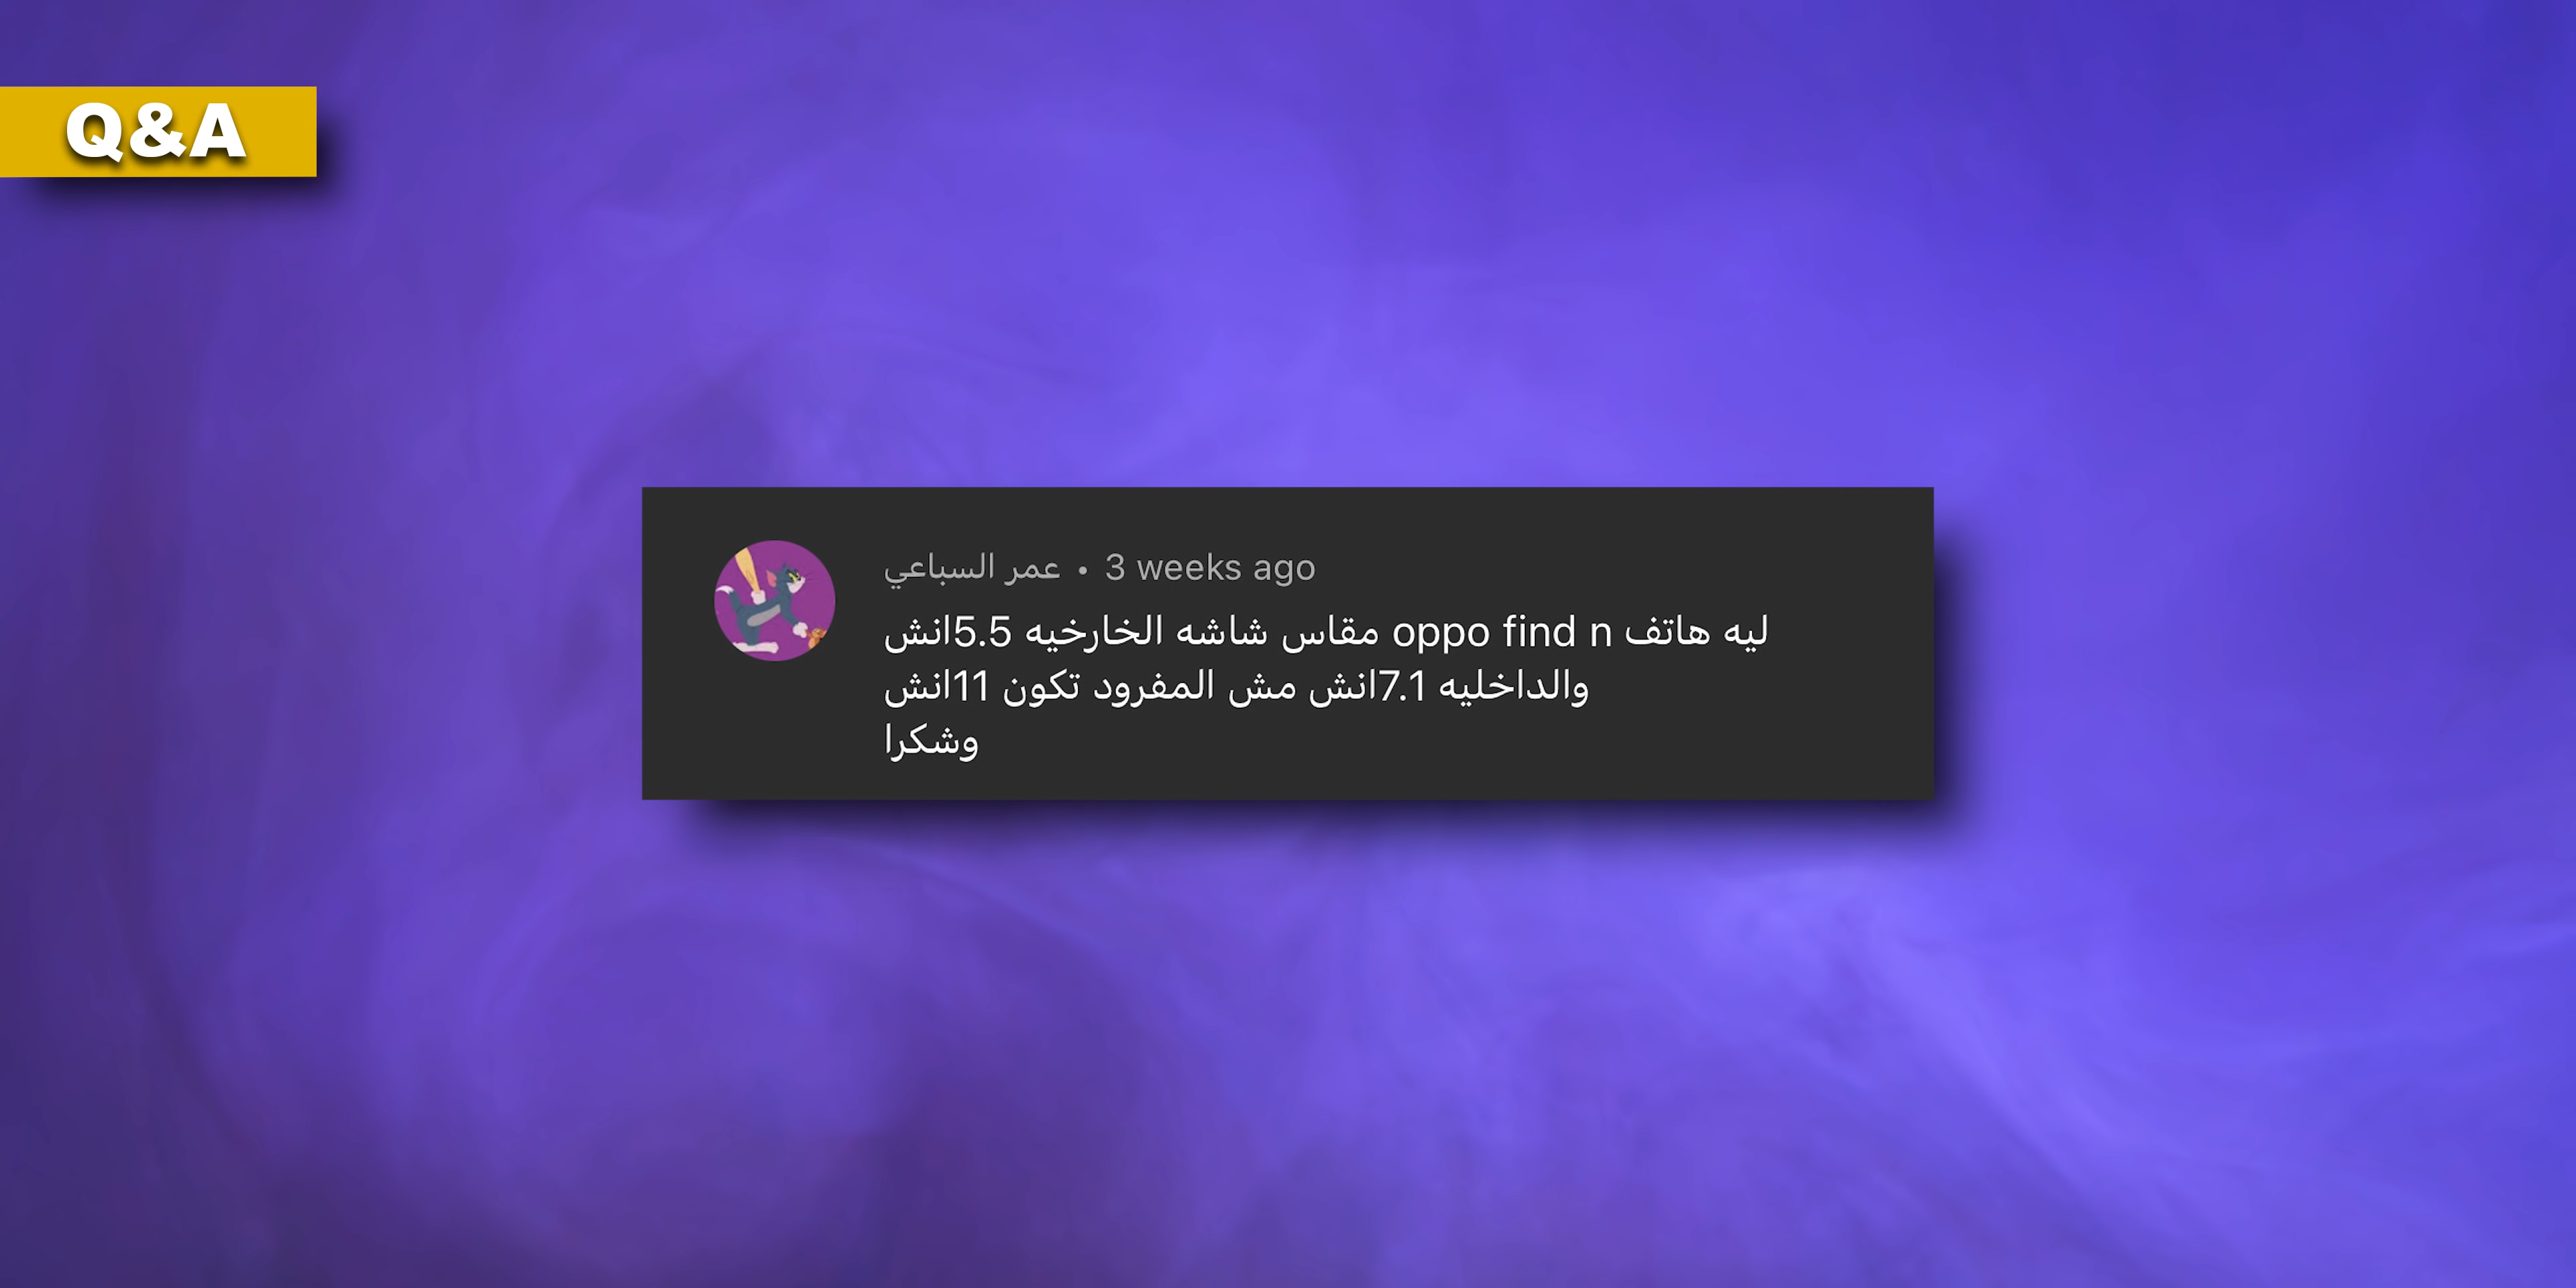 Q&A
عمر السباعي • 3 weeks ago
ليه هاتف oppo find n مقاس شاشه الخارخيه 5.5انش
والداخليه 7.1انش مش المفرود تكون 11انش
وشكرا